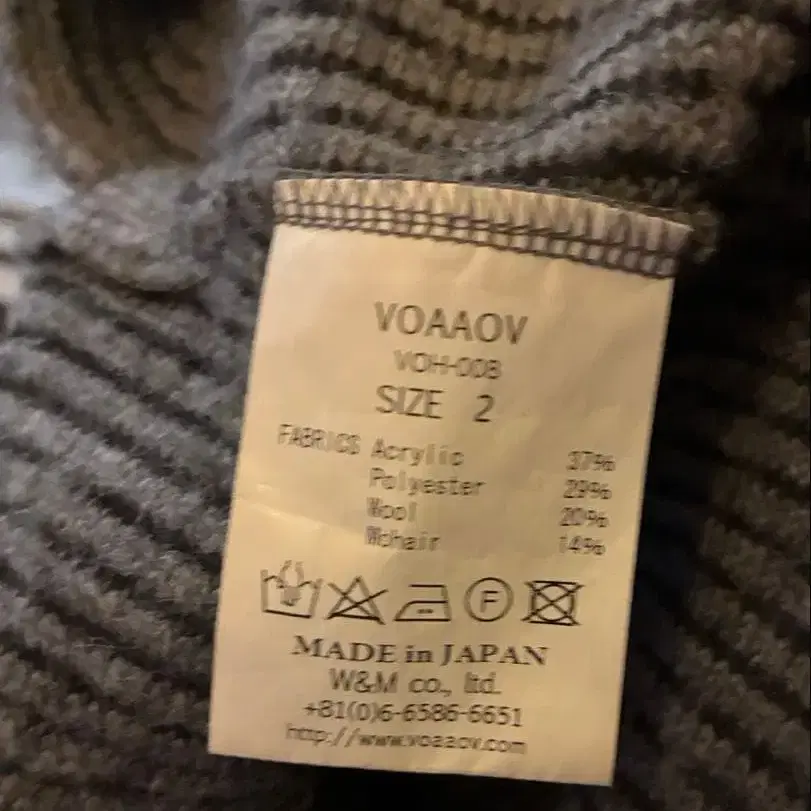 VOAAOV
VOH-008
SIZE 2
FABRICS Acrylic 37%
Polyester 29%
Wool 20%
Mohair 14%
F
MADE in JAPAN
W&M co., ltd.
+81(0)6-6586-6651
http://www.voaaov.com